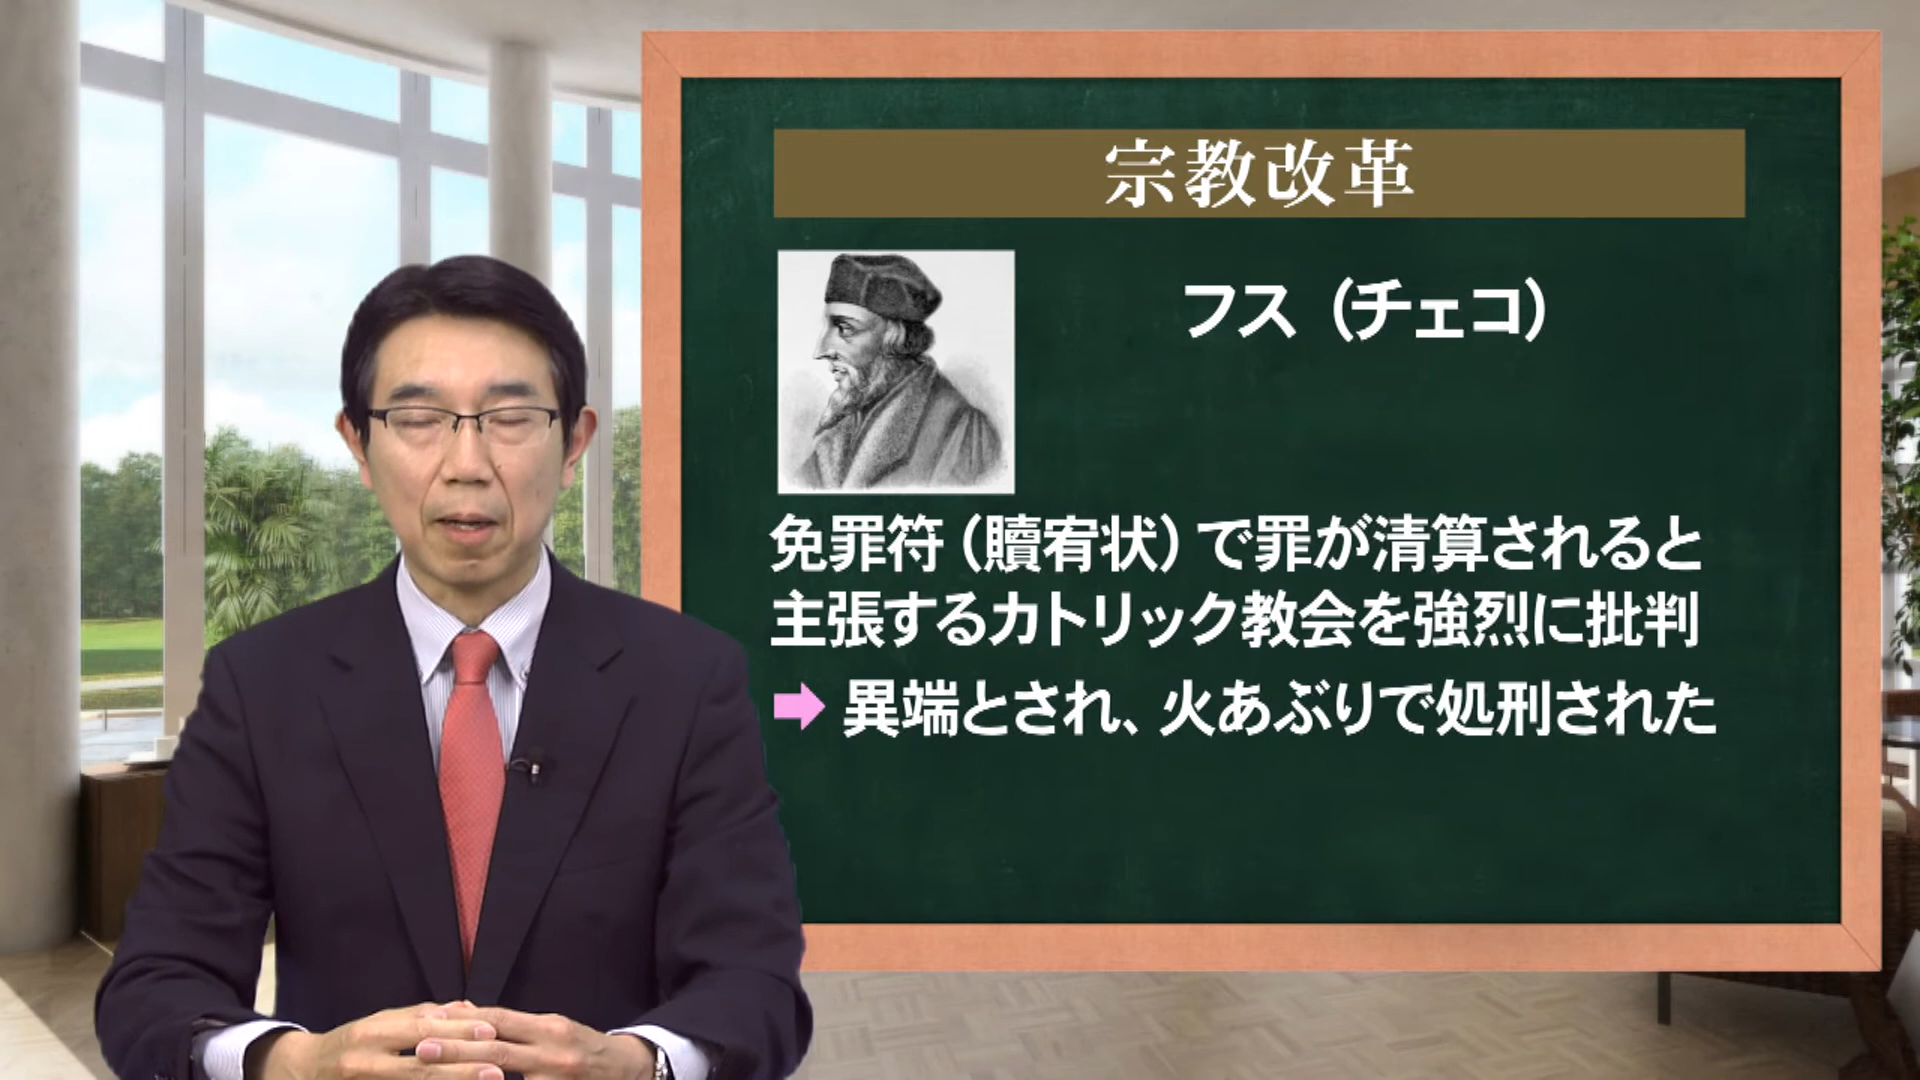 宗教改革
フス（チェコ）
免罪符（贖宥状）で罪が清算されると
主張するカトリック教会を強烈に批判
➡ 異端とされ、火あぶりで処刑された